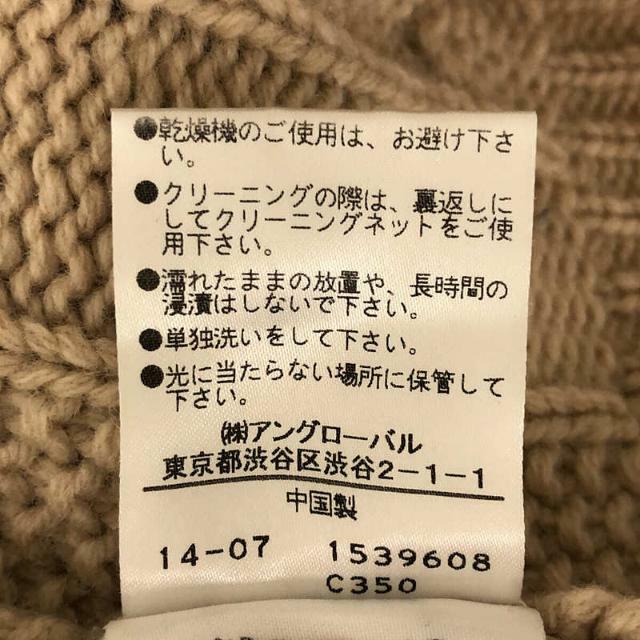 ●乾燥機のご使用は、お避け下さ
い。
●クリーニングの際は、裏返しに
してクリーニングネットをご使
用下さい。
●濡れたままの放置や、長時間の
浸漬はしないで下さい。
●単独洗いをして下さい。
●光に当たらない場所に保管して
下さい。
㈱アングローバル
東京都渋谷区渋谷2-1-1
中国製
14-07 1539608
C350